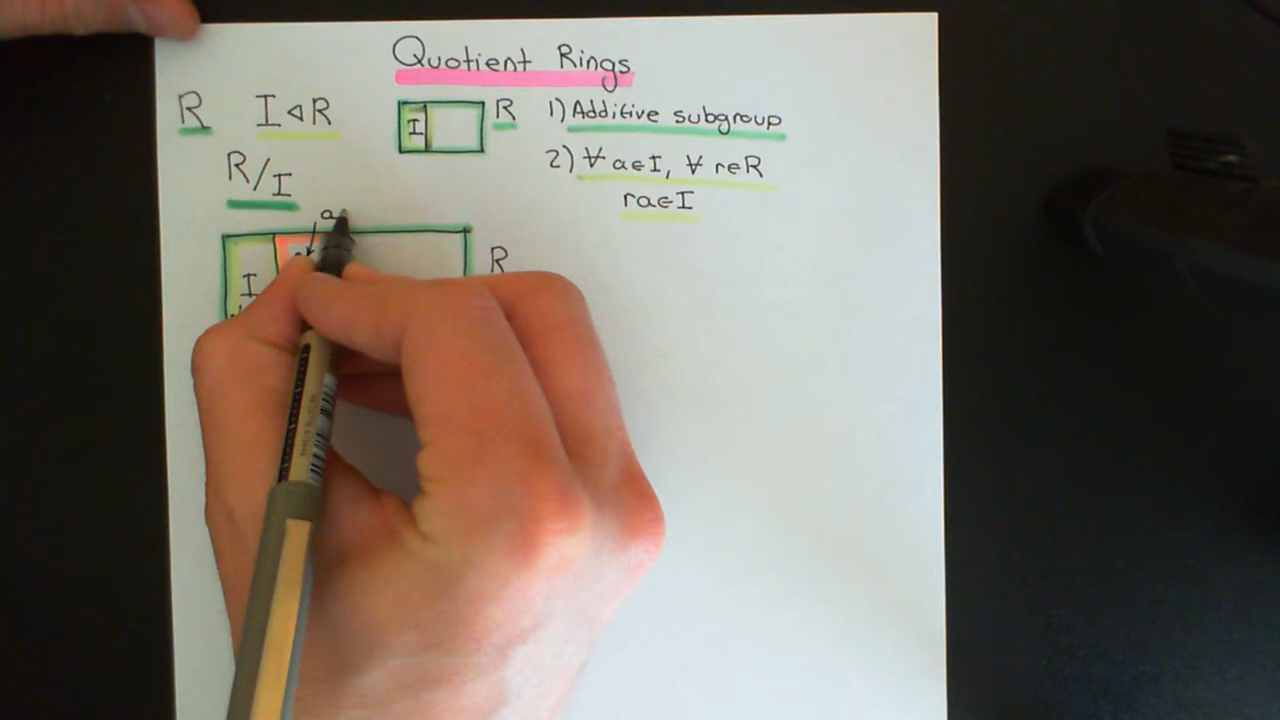 Quotient Rings
R I ⊲ R
I R 1) Additive subgroup
R/I 2) ∀ a∈I, ∀ r∈R
ra∈I
a
I R